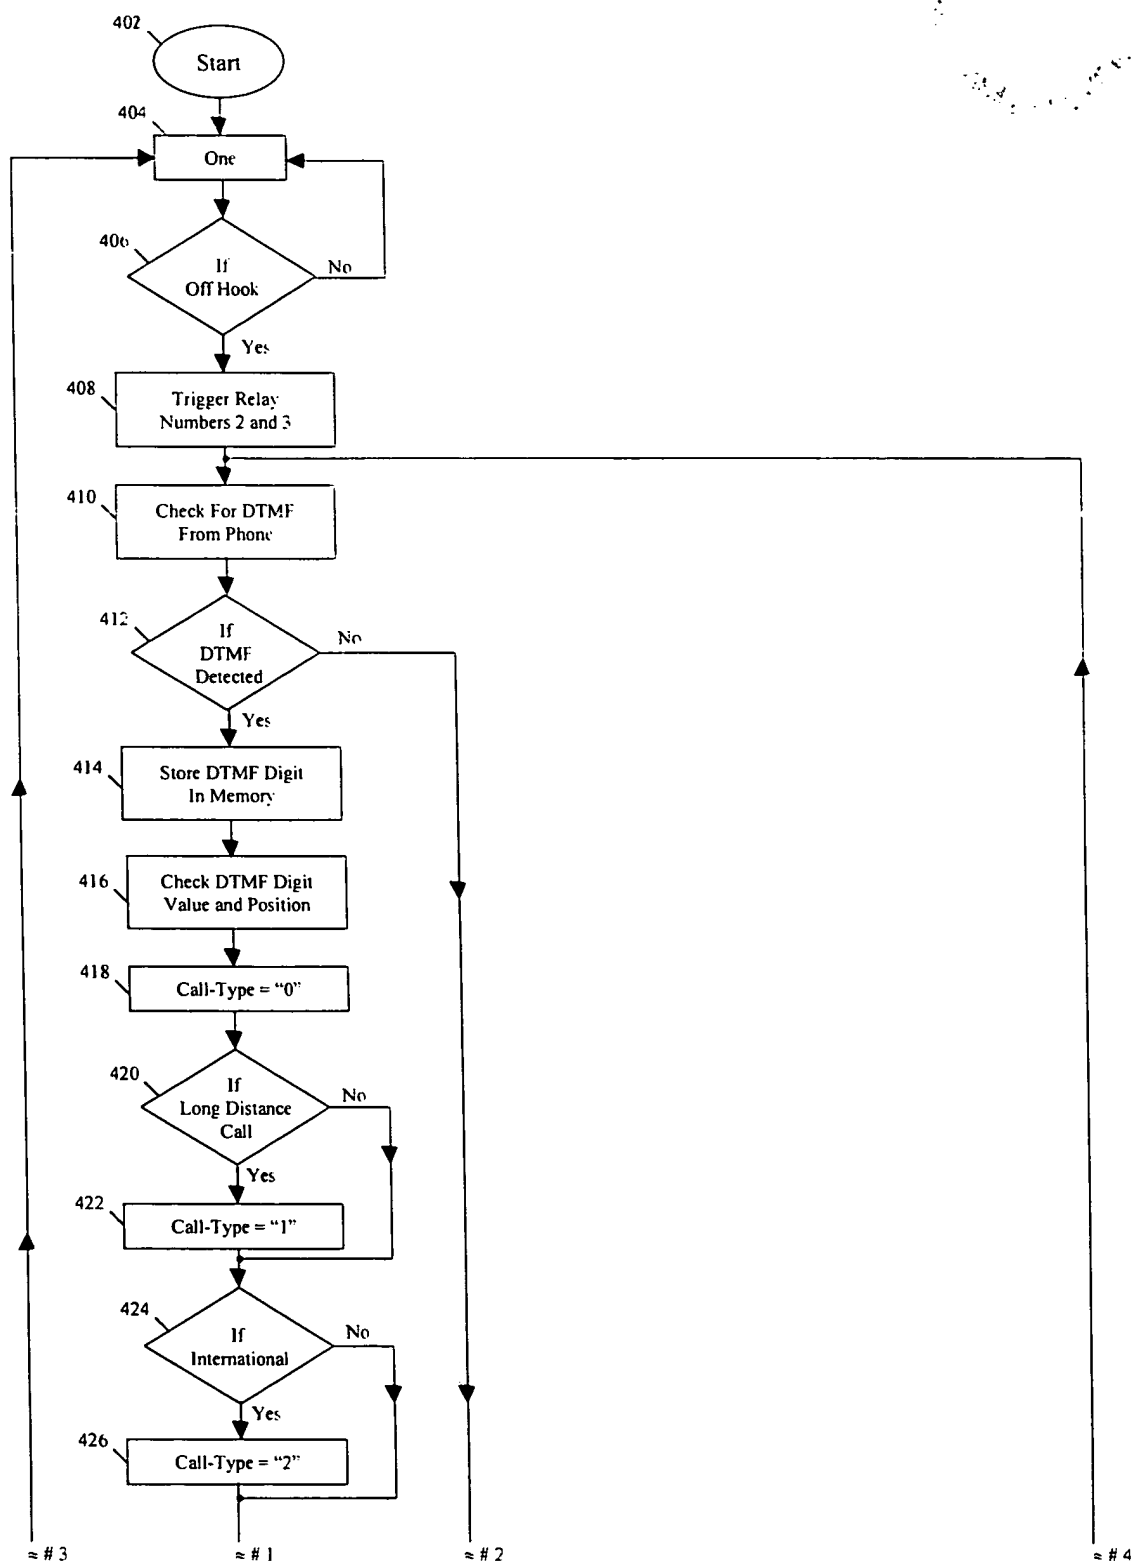 402
Start
404
One
406
If
Off Hook
No
Yes
408
Trigger Relay
Numbers 2 and 3
410
Check For DTMF
From Phone
412
If
DTMF
Detected
No
Yes
414
Store DTMF Digit
In Memory
416
Check DTMF Digit
Value and Position
418
Call-Type = “0”
420
If
Long Distance
Call
No
Yes
422
Call-Type = “1”
424
If
International
No
Yes
426
Call-Type = “2”
≈ # 3
≈ # 1
≈ # 2
≈ # 4